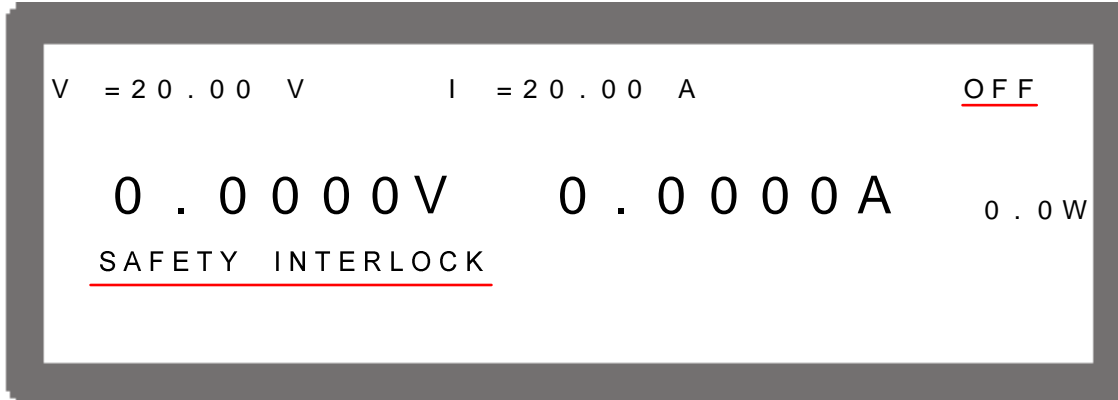 V =20.00 V I =20.00 A OFF
0.0000V 0.0000A 0.0W
SAFETY INTERLOCK